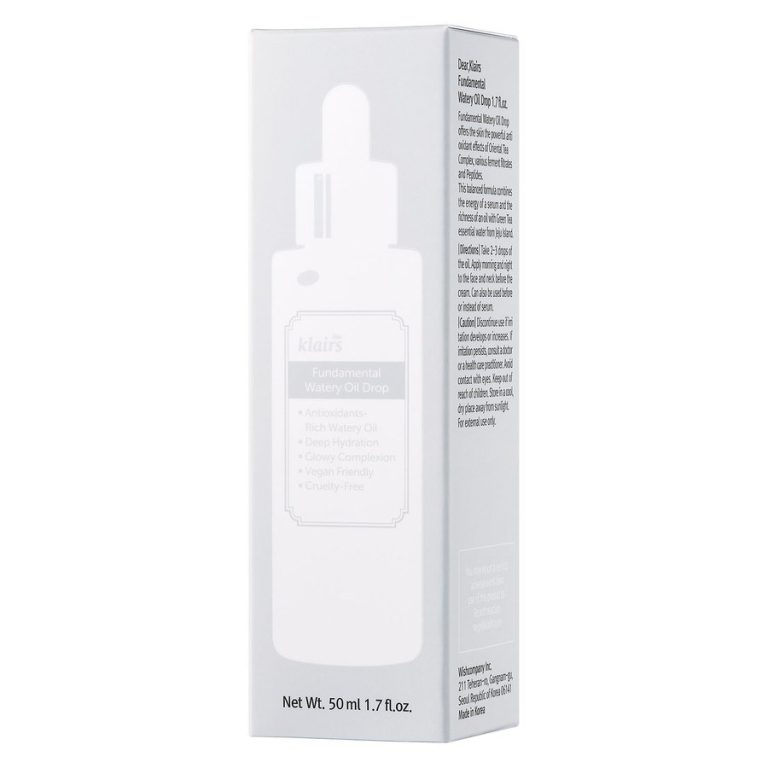 klairs
Fundamental
Watery Oil Drop
• Antioxidants-
Rich Watery Oil
• Deep Hydration
• Glowy Complexion
• Vegan Friendly
• Cruelty-Free
Net Wt. 50 ml 1.7 fl.oz.
Dear,Klairs
Fundamental
Watery Oil Drop 1.7 fl.oz.
Fundamental Watery Oil Drop
offers the skin the powerful anti
oxidant effects of Oriental Tea
Complex, various ferment filtrates
and Peptides.
This balanced formula combines
the energy of a serum and the
richness of an oil with Green Tea
essential water from Jeju Island.
[Directions] Take 2~3 drops of
the oil. Apply morning and night
to the face and neck before the
cream. Can also be used before
or instead of serum.
[Caution] Discontinue use if irri
tation develops or increases. If
irritation persists, consult a doctor
or a health care practitioner. Avoid
contact with eyes. Keep out of
reach of children. Store in a cool,
dry place away from sunlight.
For external use only.
Wishcompany Inc.
211 Teheran-ro, Gangnam-gu,
Seoul Republic of Korea 06141
Made in Korea